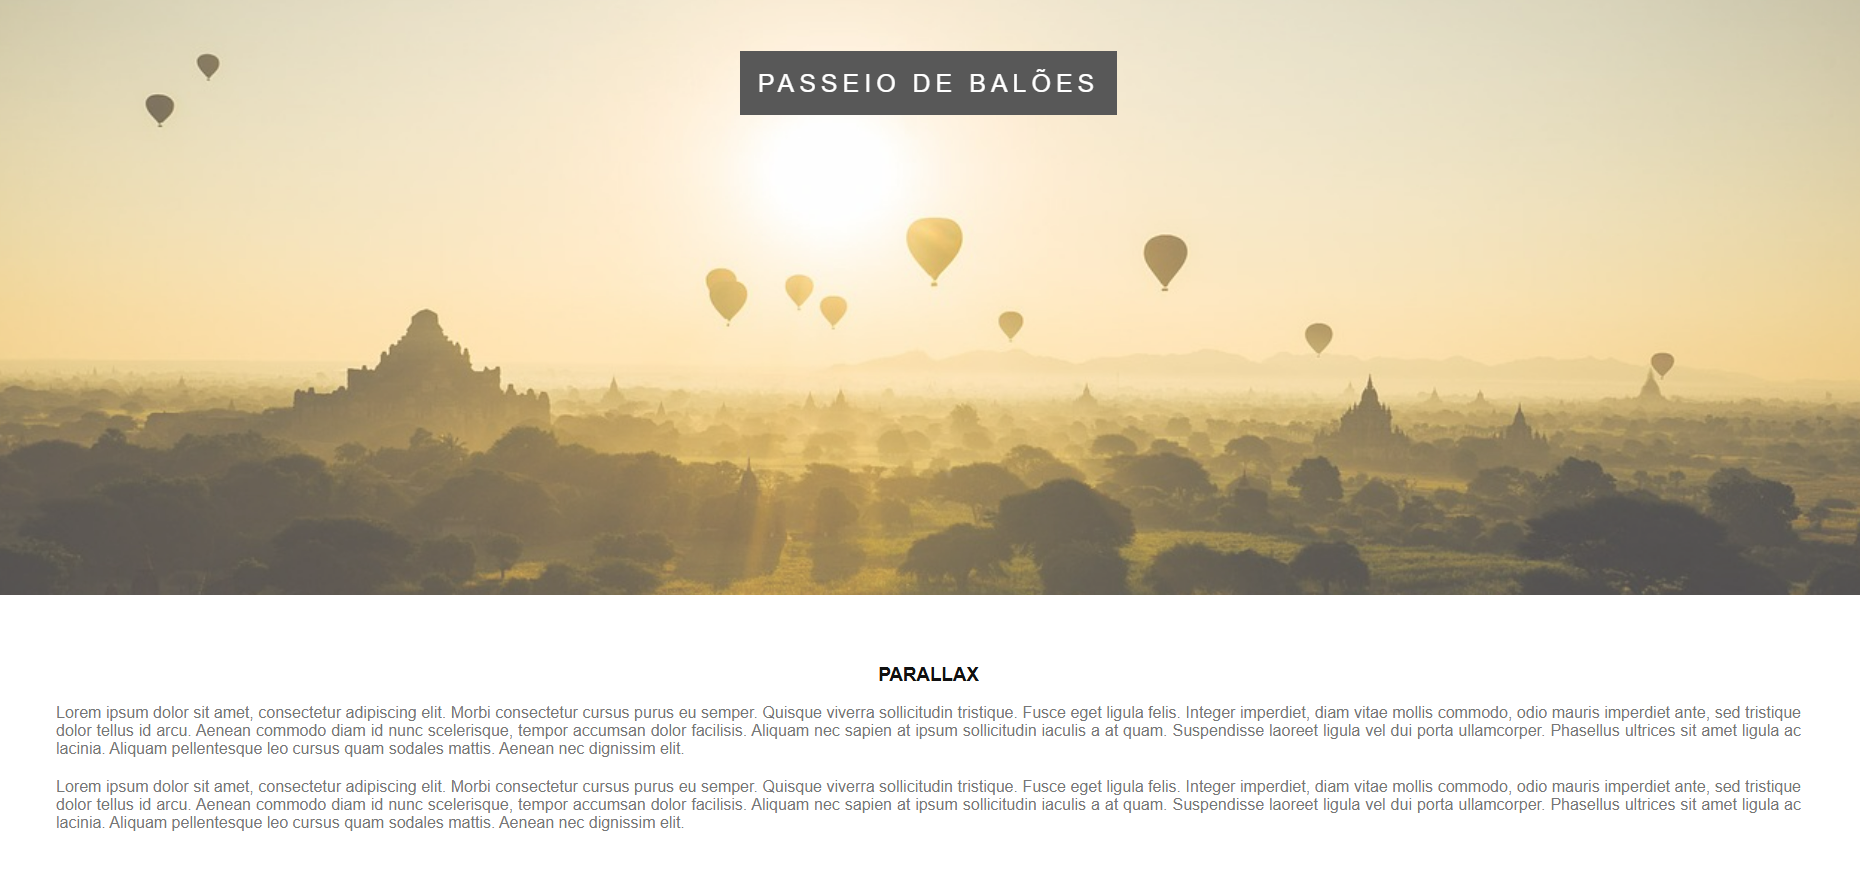 PASSEIO DE BALÕES
PARALLAX
Lorem ipsum dolor sit amet, consectetur adipiscing elit. Morbi consectetur cursus purus eu semper. Quisque viverra sollicitudin tristique. Fusce eget ligula felis. Integer imperdiet, diam vitae mollis commodo, odio mauris imperdiet ante, sed tristique
dolor tellus id arcu. Aenean commodo diam id nunc scelerisque, tempor accumsan dolor facilisis. Aliquam nec sapien at ipsum sollicitudin iaculis a at quam. Suspendisse laoreet ligula vel dui porta ullamcorper. Phasellus ultrices sit amet ligula ac
lacinia. Aliquam pellentesque leo cursus quam sodales mattis. Aenean nec dignissim elit.
Lorem ipsum dolor sit amet, consectetur adipiscing elit. Morbi consectetur cursus purus eu semper. Quisque viverra sollicitudin tristique. Fusce eget ligula felis. Integer imperdiet, diam vitae mollis commodo, odio mauris imperdiet ante, sed tristique
dolor tellus id arcu. Aenean commodo diam id nunc scelerisque, tempor accumsan dolor facilisis. Aliquam nec sapien at ipsum sollicitudin iaculis a at quam. Suspendisse laoreet ligula vel dui porta ullamcorper. Phasellus ultrices sit amet ligula ac
lacinia. Aliquam pellentesque leo cursus quam sodales mattis. Aenean nec dignissim elit.